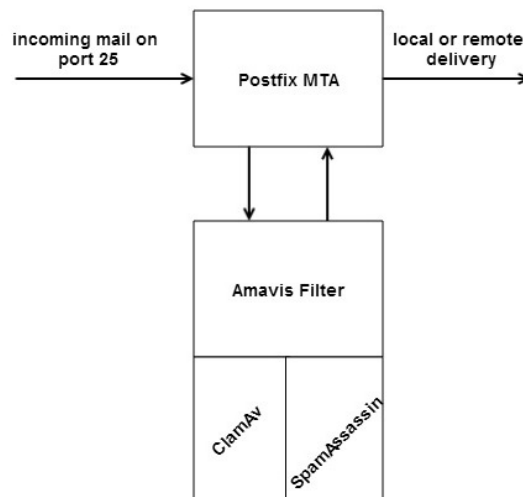 incoming mail on
port 25
Postfix MTA
local or remote
delivery
Amavis Filter
ClamAv
SpamAssassin